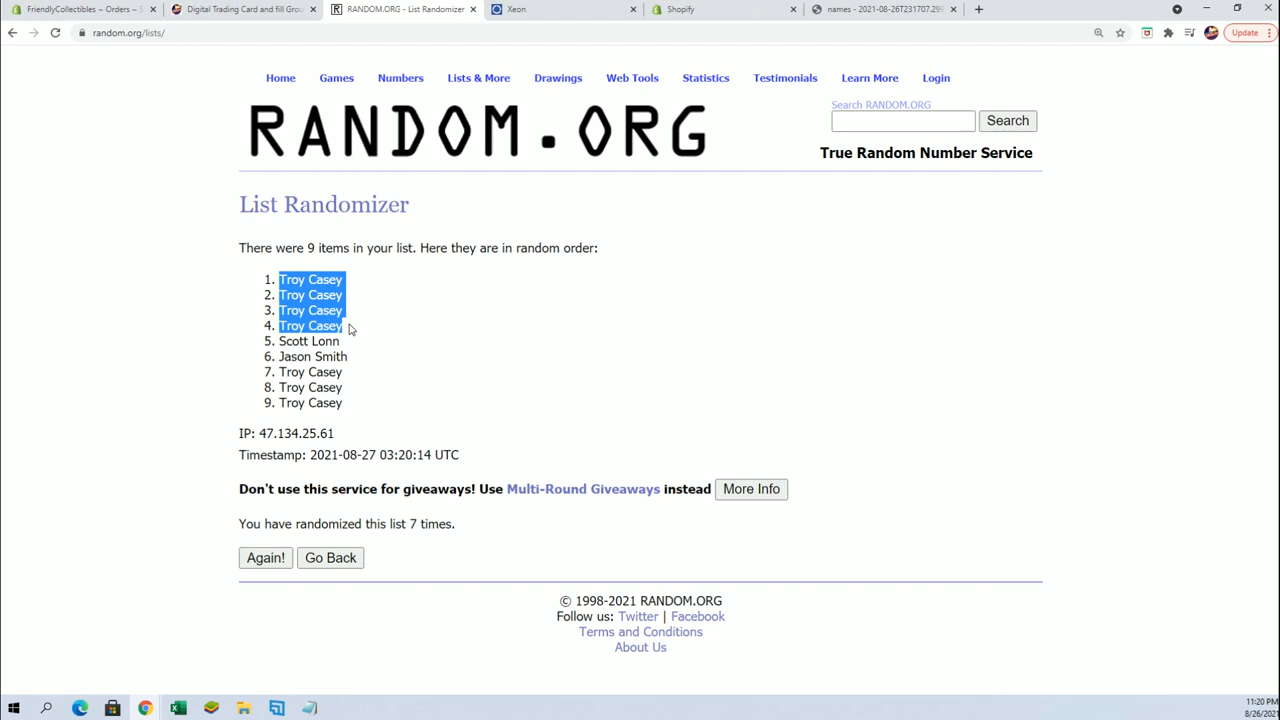 FriendlyCollectibles ~ Orders ~ S
Digital Trading Card and fill Grou
RANDOM.ORG - List Randomizer
Xeon
Shopify
names - 2021-08-26T231707.299
random.org/lists/
Update
Home Games Numbers Lists & More Drawings Web Tools Statistics Testimonials Learn More Login
RANDOM.ORG
Search RANDOM.ORG
Search
True Random Number Service
List Randomizer
There were 9 items in your list. Here they are in random order:
1. Troy Casey
2. Troy Casey
3. Troy Casey
4. Troy Casey
5. Scott Lonn
6. Jason Smith
7. Troy Casey
8. Troy Casey
9. Troy Casey
IP: 47.134.25.61
Timestamp: 2021-08-27 03:20:14 UTC
Don't use this service for giveaways! Use Multi-Round Giveaways instead More Info
You have randomized this list 7 times.
Again! Go Back
© 1998-2021 RANDOM.ORG
Follow us: Twitter | Facebook
Terms and Conditions
About Us
11:20 PM
8/26/2021